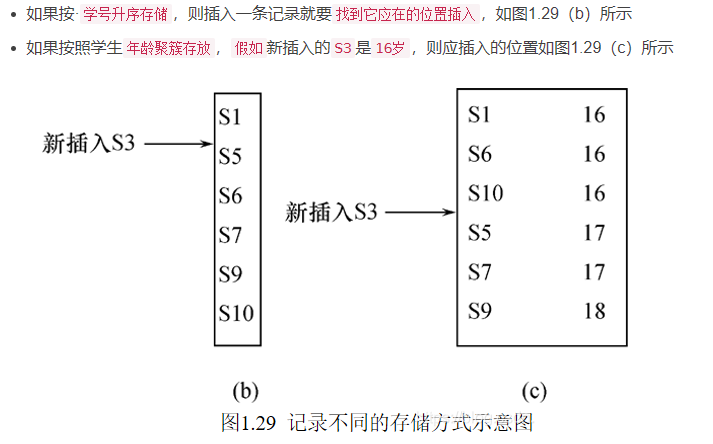 如果按· 学号升序存储，则插入一条记录就要 找到它应在的位置插入，如图1.29（b）所示
如果按照学生 年龄聚簇存放，假如 新插入的 S3 是 16岁，则应插入的位置如图1.29（c）所示
新插入S3
S1
S5
S6
S7
S9
S10
(b)
新插入S3
S1 16
S6 16
S10 16
S5 17
S7 17
S9 18
(c)
图1.29 记录不同的存储方式示意图